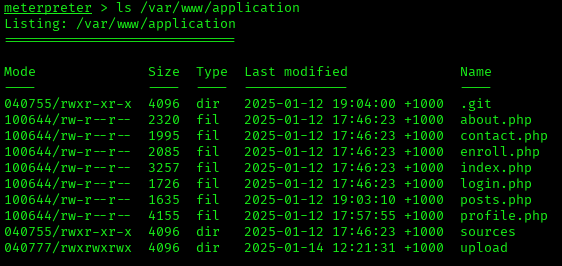 meterpreter > ls /var/www/application
Listing: /var/www/application
=============================
Mode Size Type Last modified Name
---- ---- ---- ------------- ----
040755/rwxr-xr-x 4096 dir 2025-01-12 19:04:00 +1000 .git
100644/rw-r--r-- 2320 fil 2025-01-12 17:46:23 +1000 about.php
100644/rw-r--r-- 1995 fil 2025-01-12 17:46:23 +1000 contact.php
100644/rw-r--r-- 2085 fil 2025-01-12 17:46:23 +1000 enroll.php
100644/rw-r--r-- 3257 fil 2025-01-12 17:46:23 +1000 index.php
100644/rw-r--r-- 1726 fil 2025-01-12 17:46:23 +1000 login.php
100644/rw-r--r-- 1635 fil 2025-01-12 19:03:10 +1000 posts.php
100644/rw-r--r-- 4155 fil 2025-01-12 17:57:55 +1000 profile.php
040755/rwxr-xr-x 4096 dir 2025-01-12 17:46:23 +1000 sources
040777/rwxrwxrwx 4096 dir 2025-01-14 12:21:31 +1000 upload